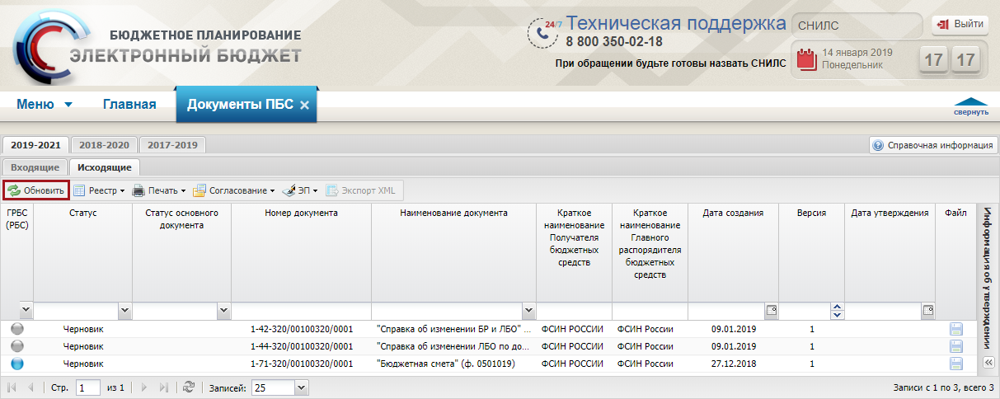 БЮДЖЕТНОЕ ПЛАНИРОВАНИЕ
ЭЛЕКТРОННЫЙ БЮДЖЕТ
24/7 Техническая поддержка
8 800 350-02-18
При обращении будьте готовы назвать СНИЛС
СНИЛС
Выйти
14 января 2019
Понедельник
17 17
Меню Главная Документы ПБС
свернуть
2019-2021 2018-2020 2017-2019
Справочная информация
Входящие Исходящие
Обновить Реестр Печать Согласование ЭП Экспорт XML
ГРБС (РБС)
Статус
Статус основного документа
Номер документа
Наименование документа
Краткое наименование Получателя бюджетных средств
Краткое наименование Главного распорядителя бюджетных средств
Дата создания
Версия
Дата утверждения
Файл
Информация об утверждении
Черновик 1-42-320/00100320/0001 "Справка об изменении БР и ЛБО" ... ФСИН РОССИИ ФСИН России 09.01.2019 1
Черновик 1-44-320/00100320/0001 "Справка об изменении ЛБО по до... ФСИН РОССИИ ФСИН России 09.01.2019 1
Черновик 1-71-320/00100320/0001 "Бюджетная смета" (ф. 0501019) ФСИН РОССИИ ФСИН России 27.12.2018 1
Стр. 1 из 1 Записей: 25 Записи с 1 по 3, всего 3